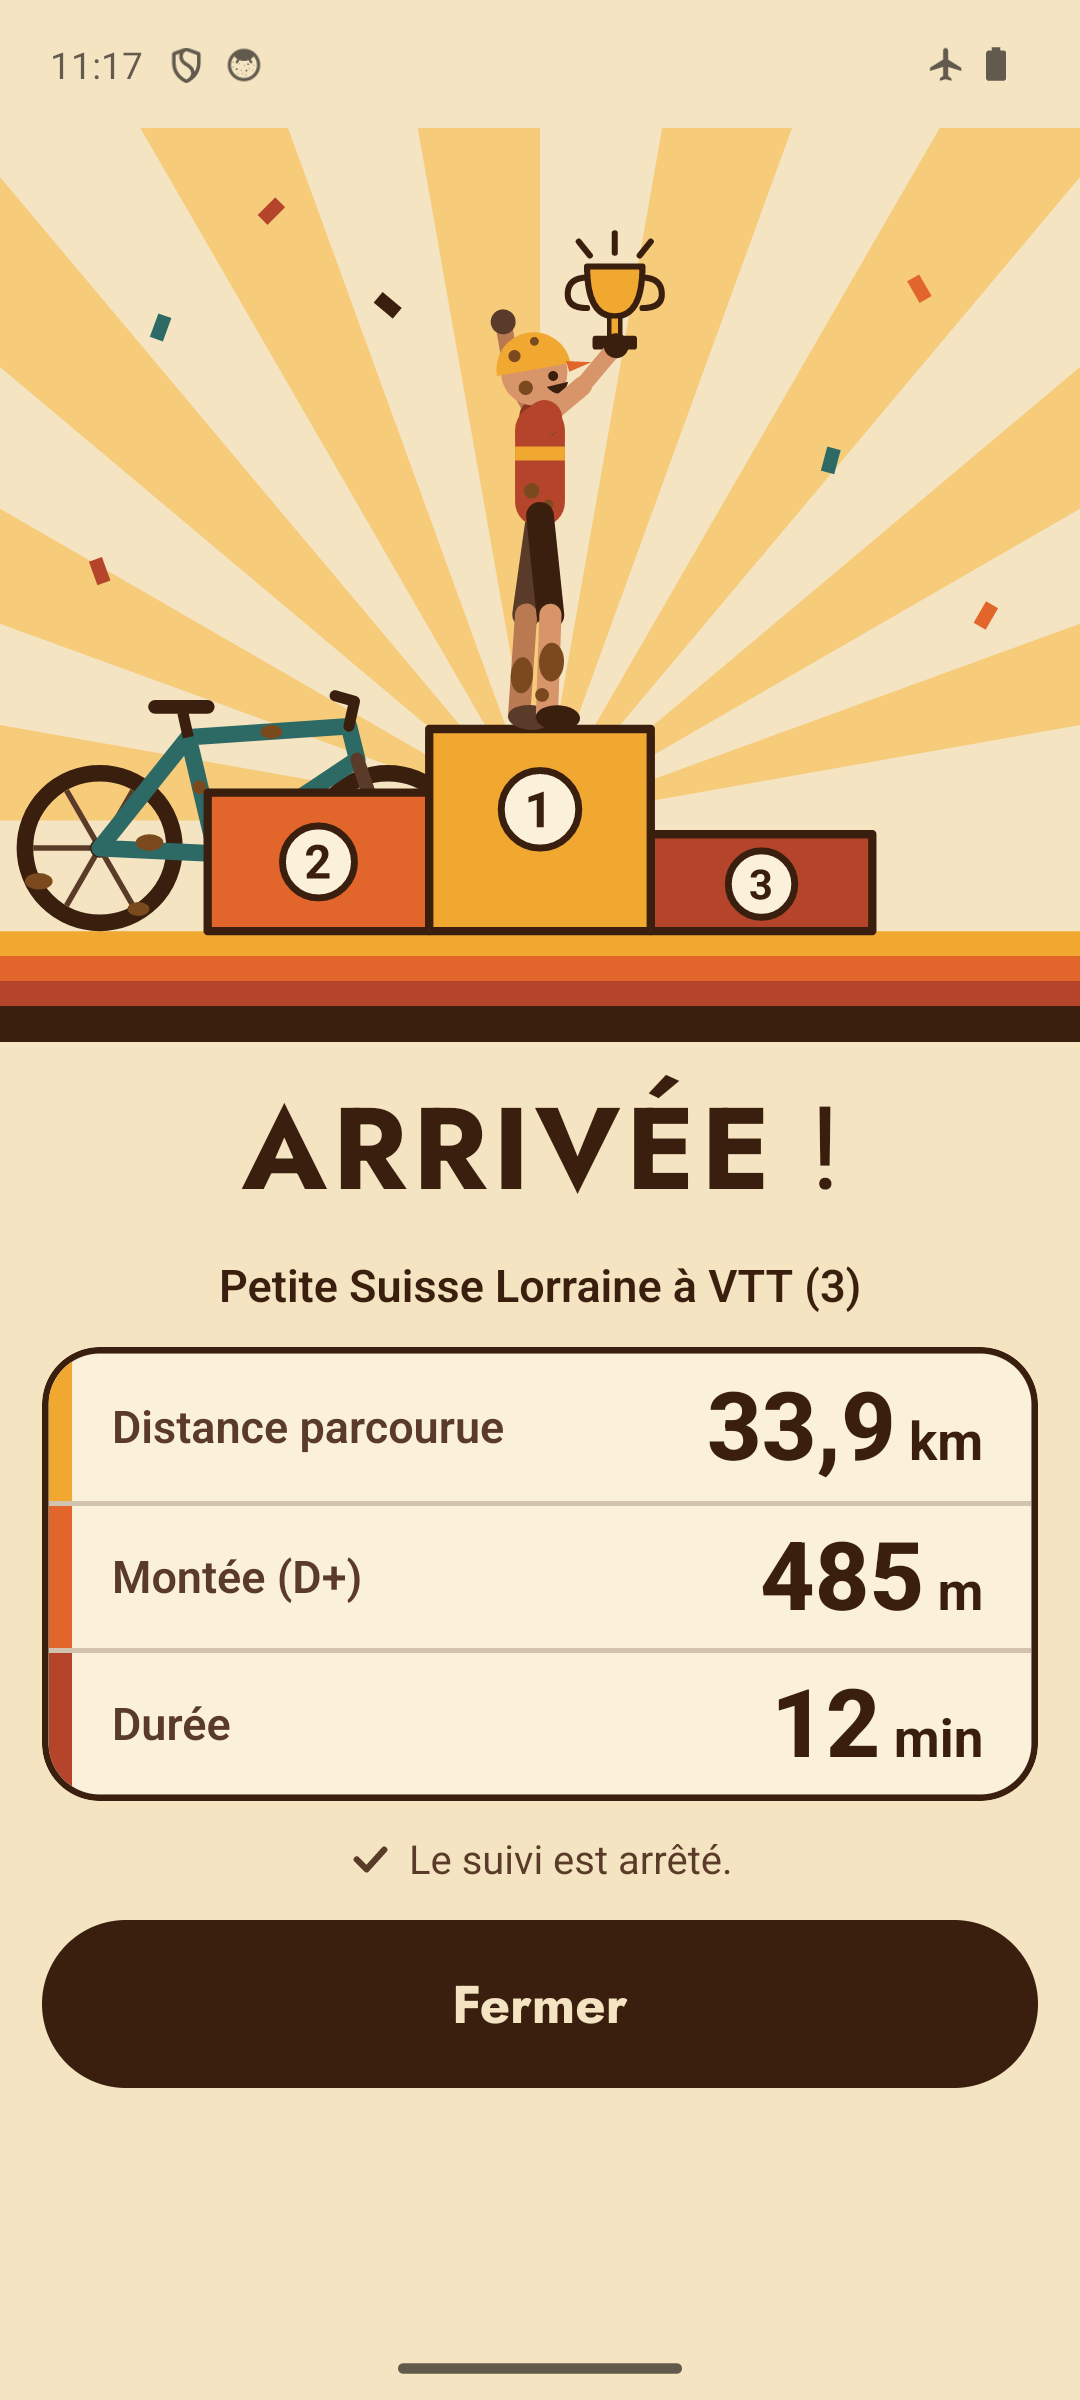 11:17
1
2
3
ARRIVÉE !
Petite Suisse Lorraine à VTT (3)
Distance parcourue 33,9 km
Montée (D+) 485 m
Durée 12 min
Le suivi est arrêté.
Fermer